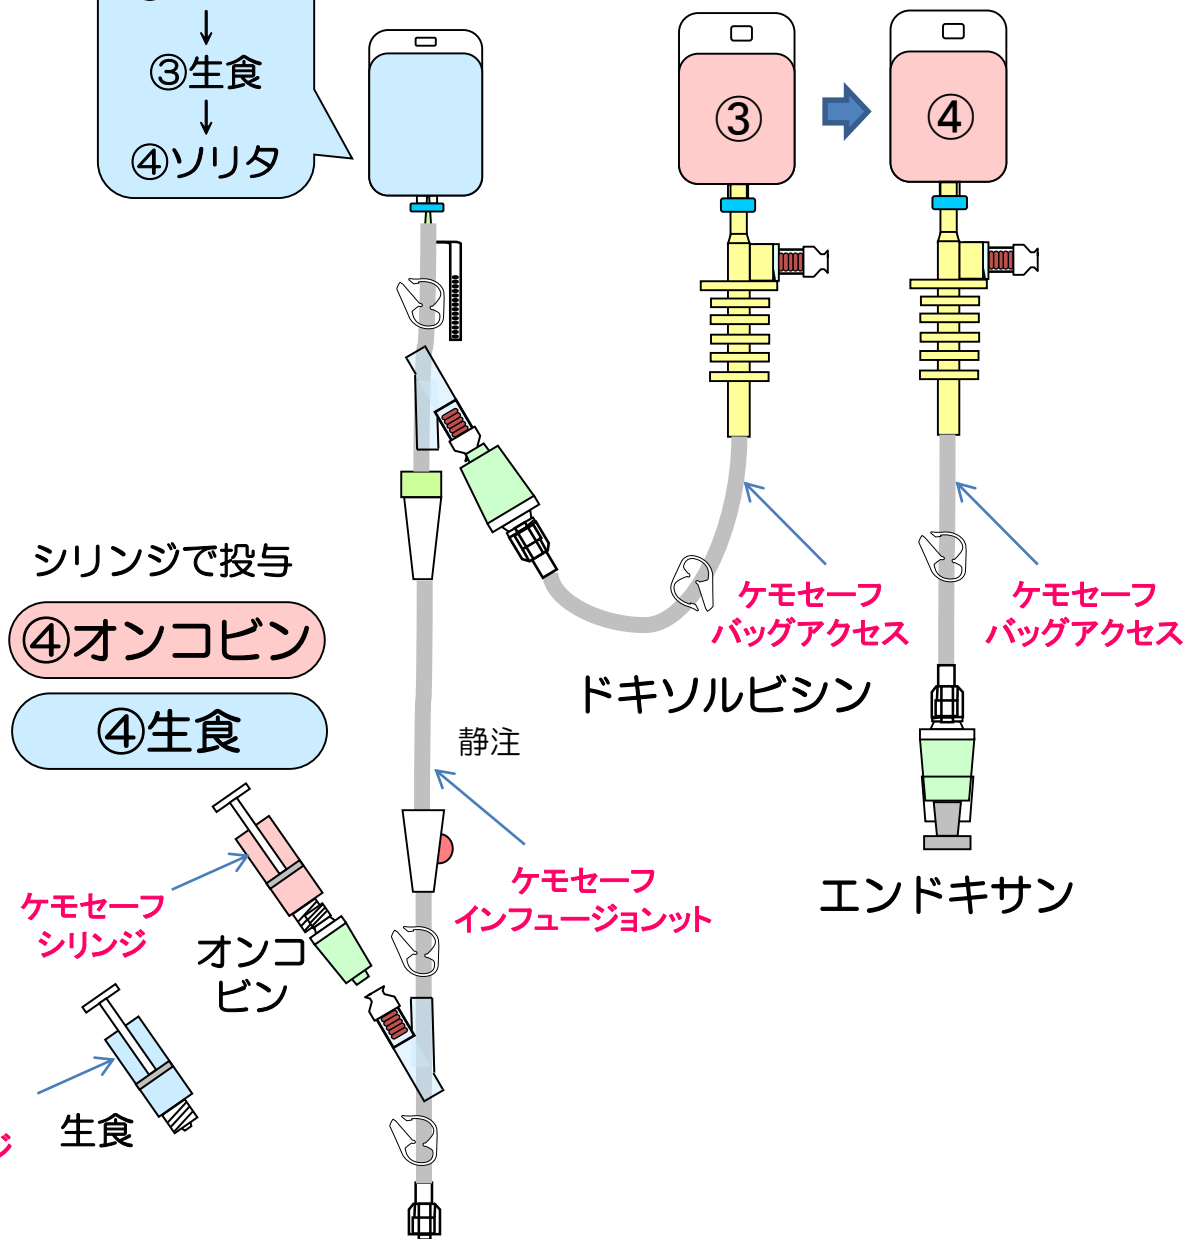 ↓
③生食
↓
④ソリタ
③
④
シリンジで投与
④オンコビン
④生食
ケモセーフ
バッグアクセス
ケモセーフ
バッグアクセス
ドキソルビシン
静注
エンドキサン
ケモセーフ
インフュージョンット
ケモセーフ
シリンジ
オンコ
ビン
生食
ジ